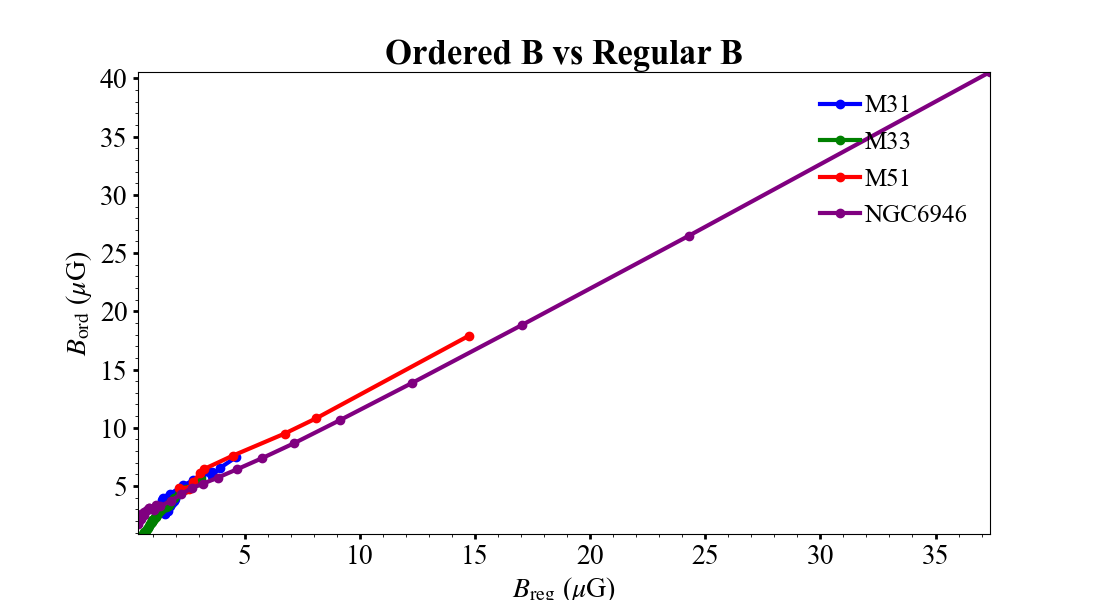 Ordered B vs Regular B
40
35
30
25
20
15
10
5
B_ord (μG)
M31
M33
M51
NGC6946
5 10 15 20 25 30 35
B_reg (μG)